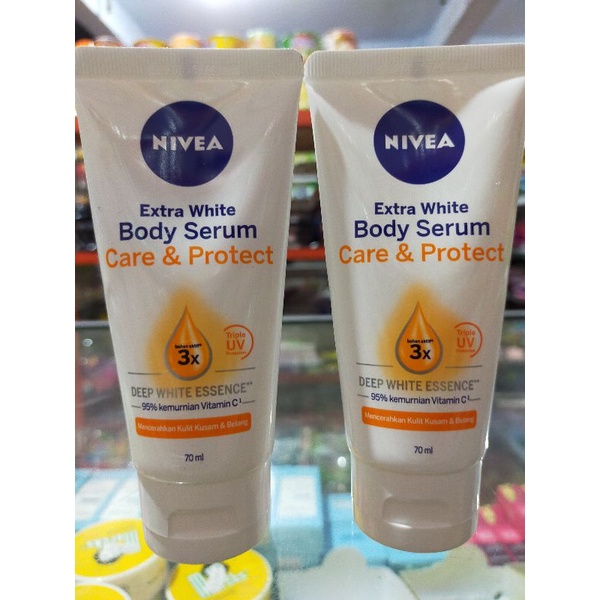 NIVEA
Extra White
Body Serum
Care & Protect
3x
Triple
UV
DEEP WHITE ESSENCE**
95% kemurnian Vitamin C¹
Mencerahkan Kulit Kusam & Belang
70 ml
NIVEA
Extra White
Body Serum
Care & Protect
3x
Triple
UV
DEEP WHITE ESSENCE**
95% kemurnian Vitamin C¹
Mencerahkan Kulit Kusam & Belang
70 ml